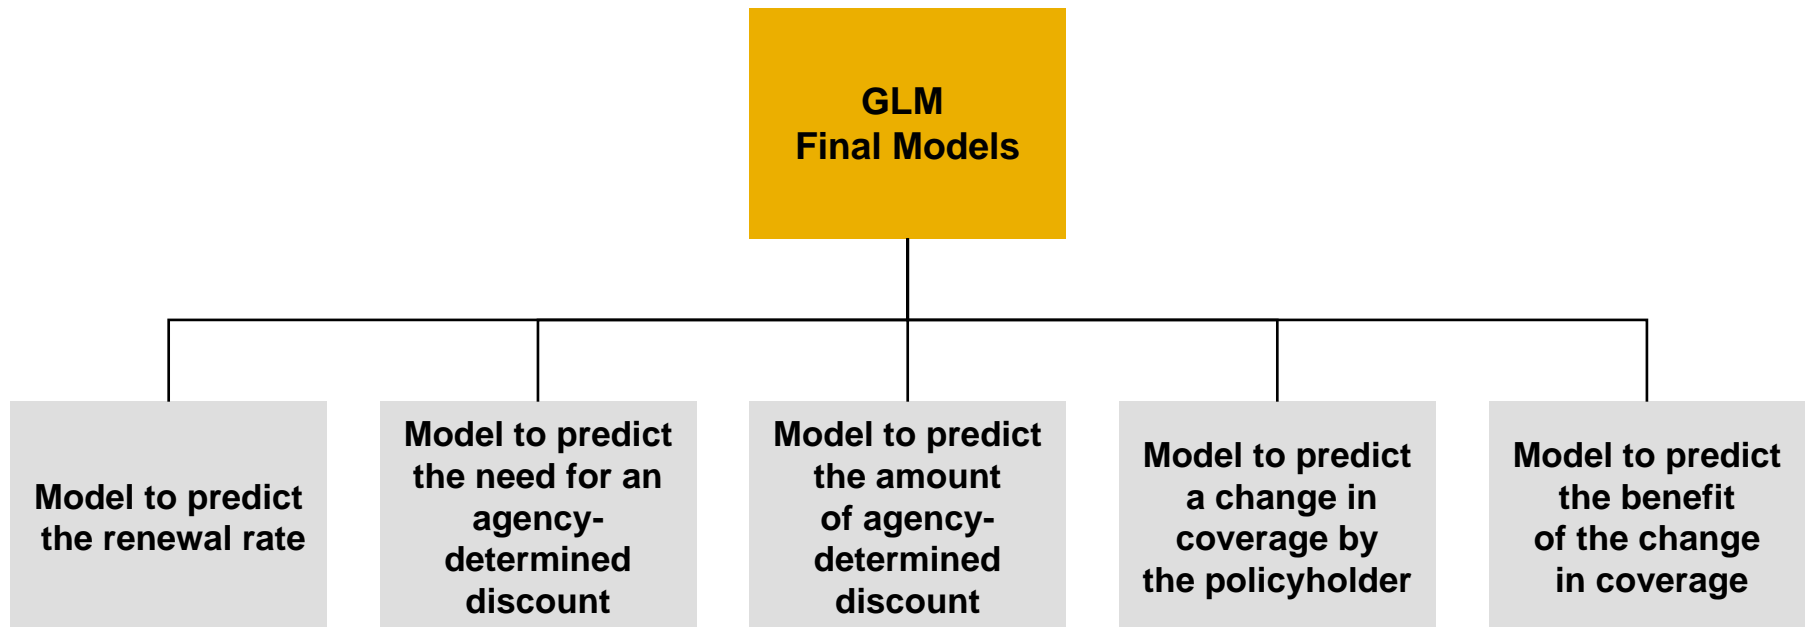 GLM
Final Models
Model to predict
the renewal rate
Model to predict
the need for an
agency-
determined
discount
Model to predict
the amount
of agency-
determined
discount
Model to predict
a change in
coverage by
the policyholder
Model to predict
the benefit
of the change
in coverage